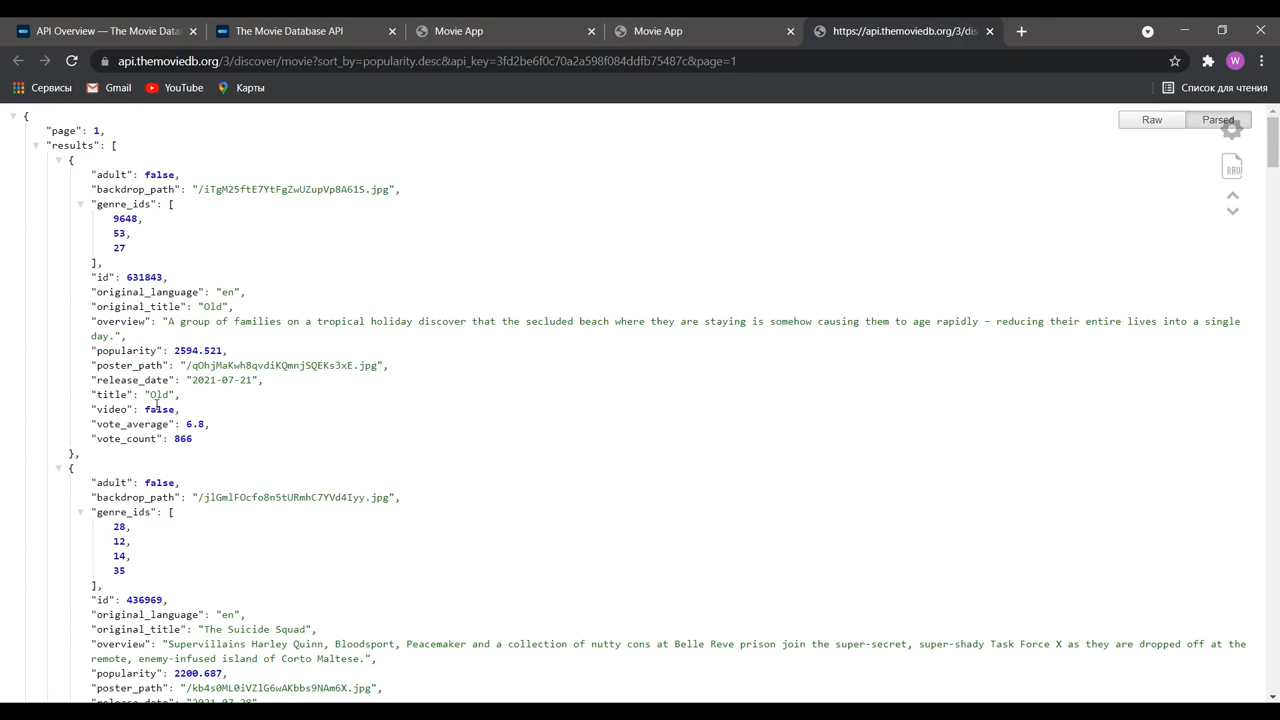 API Overview — The Movie Datal
The Movie Database API
Movie App
Movie App
https://api.themoviedb.org/3/dis
api.themoviedb.org/3/discover/movie?sort_by=popularity.desc&api_key=3fd2be6f0c70a2a598f084ddfb75487c&page=1
W
Сервисы
Gmail
YouTube
Карты
Список для чтения
Raw
Parsed
RAW
{
"page": 1,
"results": [
{
"adult": false,
"backdrop_path": "/iTgM25ftE7YtFgZwUZupVp8A61S.jpg",
"genre_ids": [
9648,
53,
27
],
"id": 631843,
"original_language": "en",
"original_title": "Old",
"overview": "A group of families on a tropical holiday discover that the secluded beach where they are staying is somehow causing them to age rapidly – reducing their entire lives into a single
day.",
"popularity": 2594.521,
"poster_path": "/qOhjMaKwh8qvdiKQmnjSQEKs3xE.jpg",
"release_date": "2021-07-21",
"title": "Old",
"video": false,
"vote_average": 6.8,
"vote_count": 866
},
{
"adult": false,
"backdrop_path": "/jlGmlFOcfo8n5tURmhC7YVd4Iyy.jpg",
"genre_ids": [
28,
12,
14,
35
],
"id": 436969,
"original_language": "en",
"original_title": "The Suicide Squad",
"overview": "Supervillains Harley Quinn, Bloodsport, Peacemaker and a collection of nutty cons at Belle Reve prison join the super-secret, super-shady Task Force X as they are dropped off at the
remote, enemy-infused island of Corto Maltese.",
"popularity": 2200.687,
"poster_path": "/kb4s0ML0iVZlG6wAKbbs9NAm6X.jpg",
"release_date": "2021-07-28"